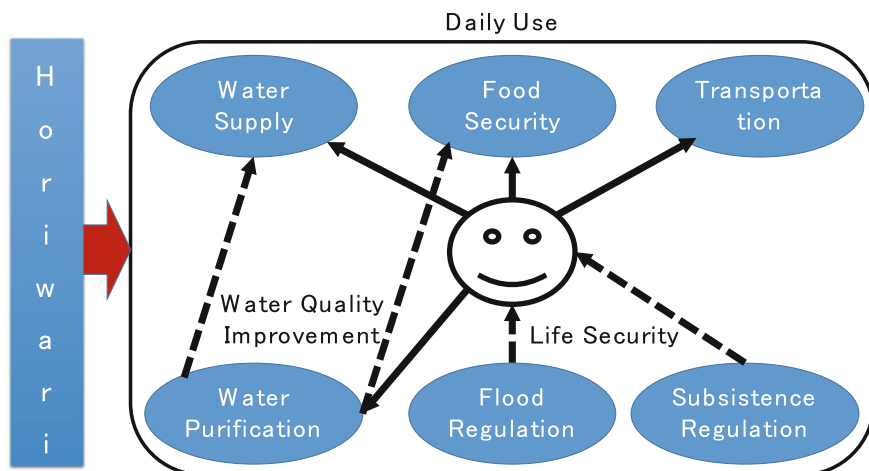 Daily Use
H
o
r
i
w
a
r
i
Water
Supply
Food
Security
Transporta
tion
Water Quality
Improvement
Life Security
Water
Purification
Flood
Regulation
Subsistence
Regulation